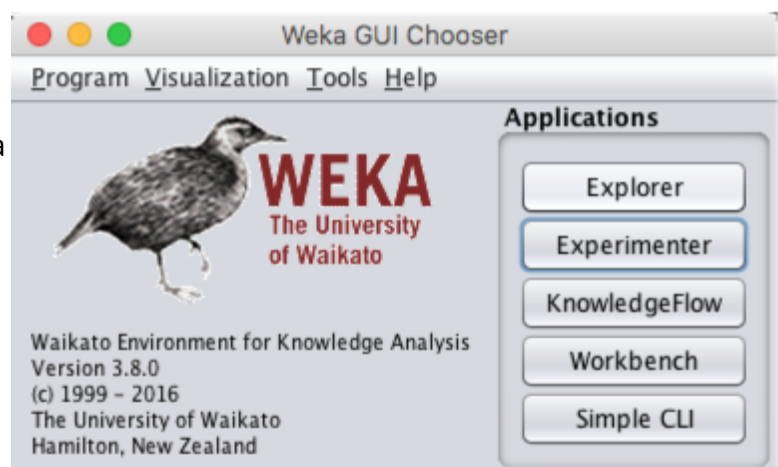 Weka GUI Chooser
Program Visualization Tools Help
a
WEKA
The University
of Waikato
Waikato Environment for Knowledge Analysis
Version 3.8.0
(c) 1999 - 2016
The University of Waikato
Hamilton, New Zealand
Applications
Explorer
Experimenter
KnowledgeFlow
Workbench
Simple CLI